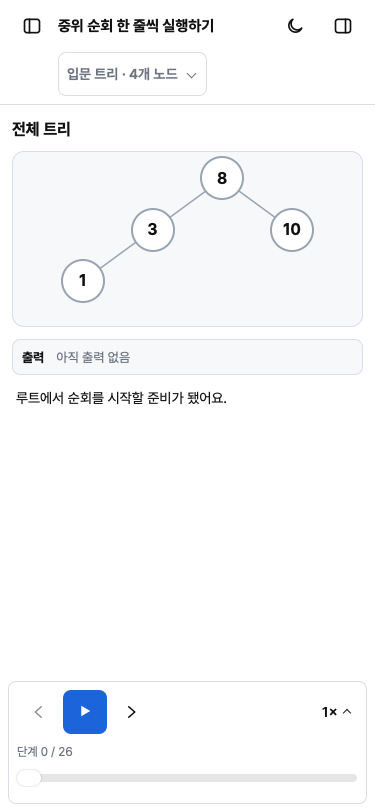 중위 순회 한 줄씩 실행하기
입문 트리 · 4개 노드
전체 트리
8
3
10
1
출력 아직 출력 없음
루트에서 순회를 시작할 준비가 됐어요.
1×
단계 0 / 26